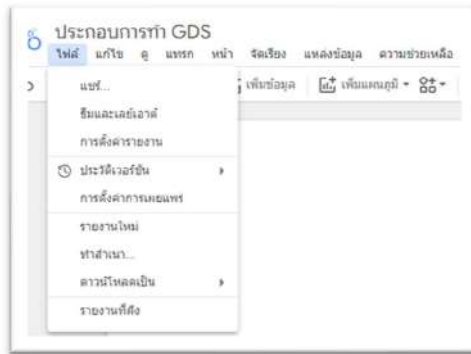 ประกอบการทำ GDS
ไฟล์ แก้ไข ดู แทรก หน้า จัดเรียง แหล่งข้อมูล ความช่วยเหลือ
เพิ่มข้อมูล เพิ่มแผนภูมิ
แชร์...
ธีมและเลย์เอาต์
การตั้งค่ารายงาน
ประวัติเวอร์ชัน
การตั้งค่าการเผยแพร่
รายงานใหม่
ทำสำเนา...
ดาวน์โหลดเป็น
รายงานที่ดึง